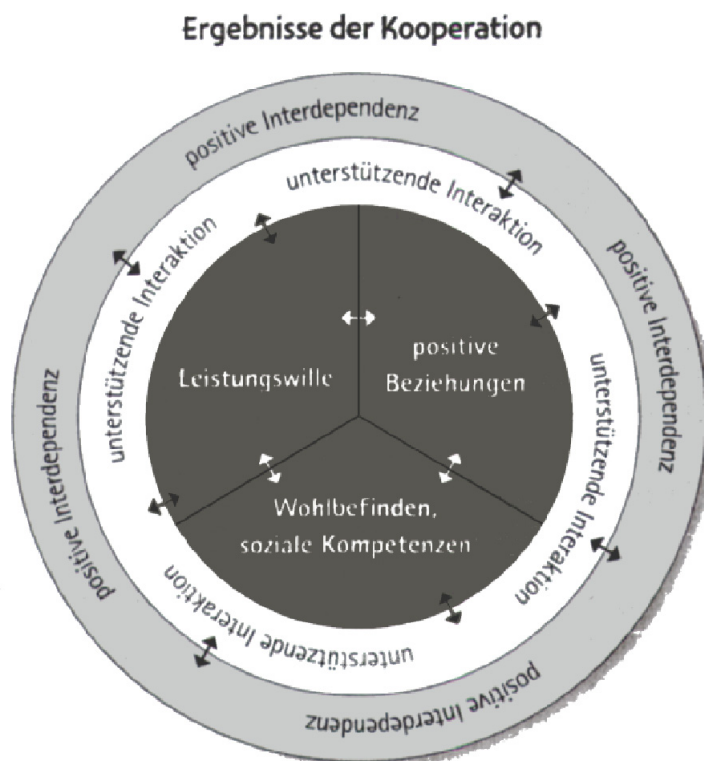 Ergebnisse der Kooperation
positive Interdependenz
unterstützende Interaktion
positive Interdependenz
unterstützende Interaktion
positive
Beziehungen
Leistungswille
unterstützende Interaktion
positive Interdependenz
Wohlbefinden,
soziale Kompetenzen
unterstützende Interaktion
positive Interdependenz